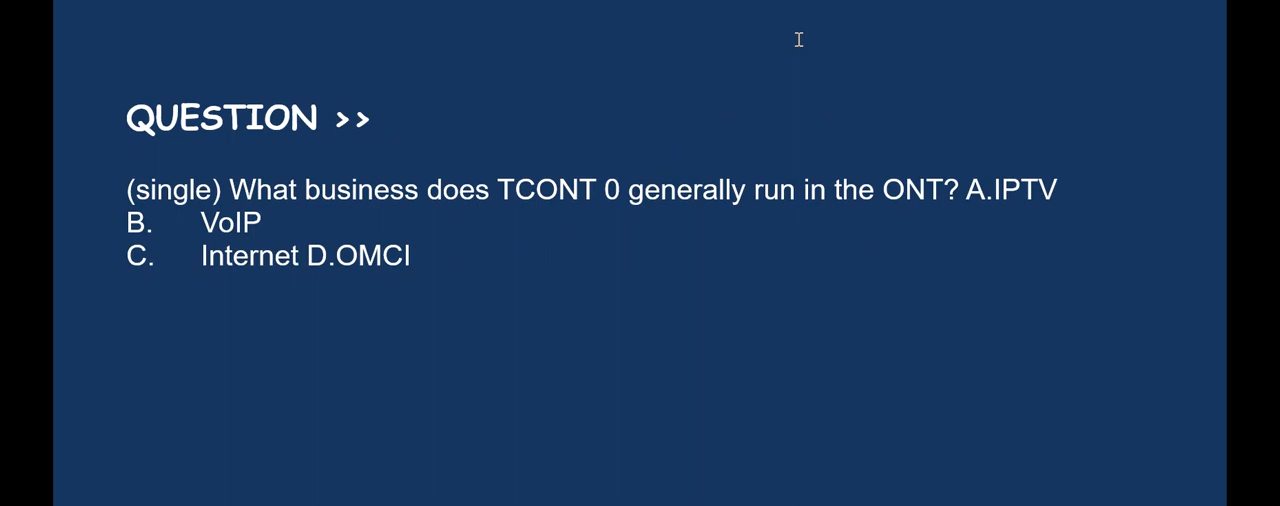 QUESTION >>
(single) What business does TCONT 0 generally run in the ONT? A.IPTV
B. VoIP
C. Internet D.OMCI